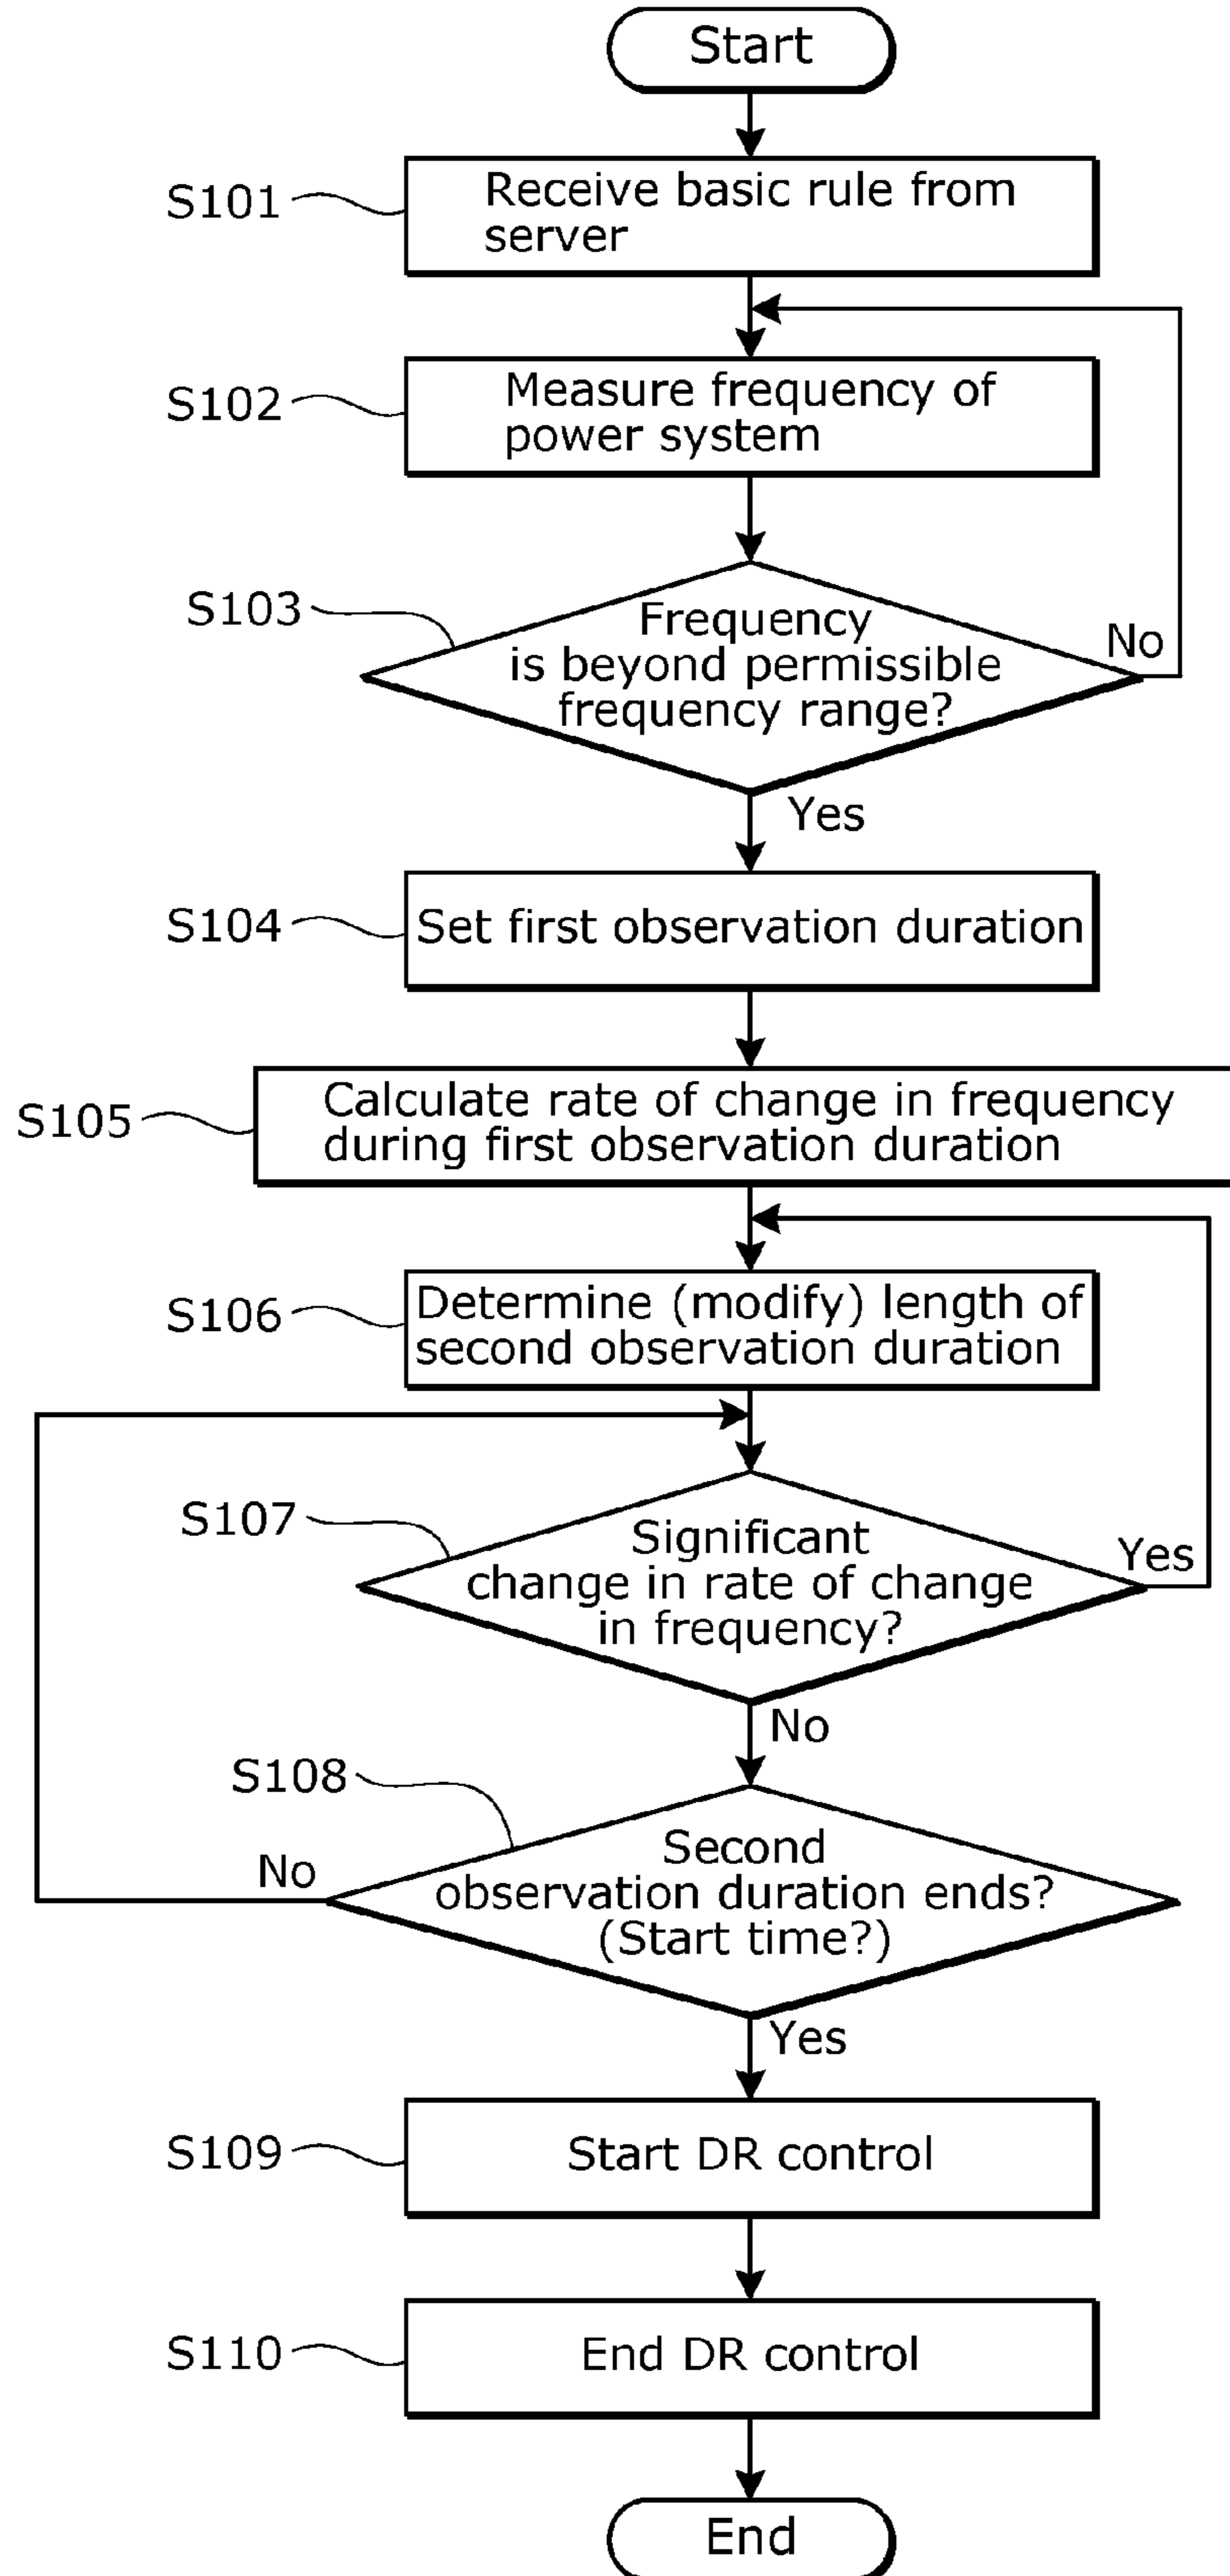 Start
S101
Receive basic rule from
server
S102
Measure frequency of
power system
S103
Frequency
is beyond permissible
frequency range?
No
Yes
S104
Set first observation duration
S105
Calculate rate of change in frequency
during first observation duration
S106
Determine (modify) length of
second observation duration
S107
Significant
change in rate of change
in frequency?
Yes
No
S108
Second
observation duration ends?
(Start time?)
No
Yes
S109
Start DR control
S110
End DR control
End